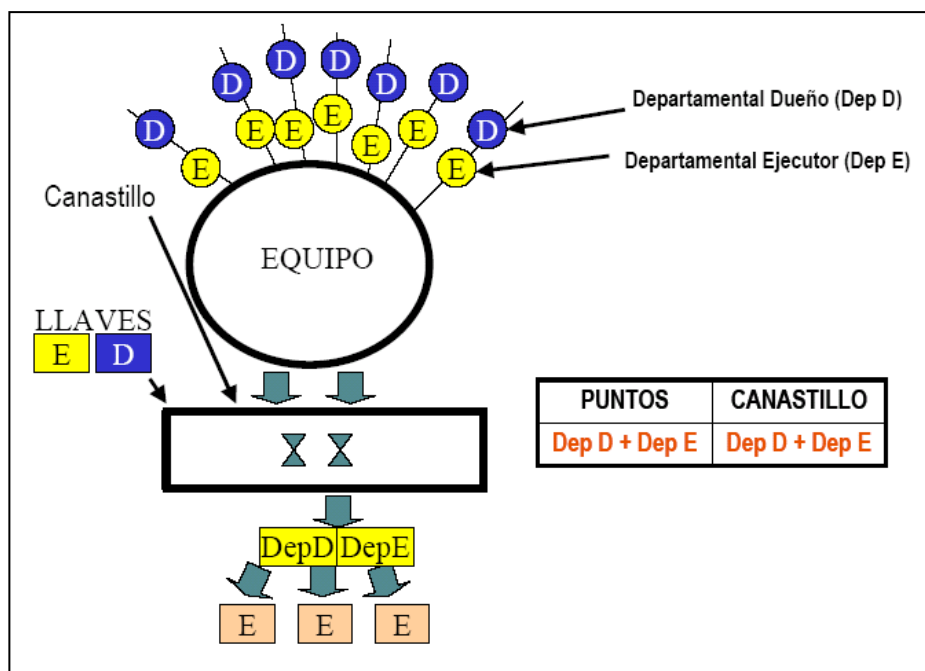 D D D D D D D
E E E E E E E
Departamental Dueño (Dep D)
Departamental Ejecutor (Dep E)
Canastillo
EQUIPO
LLAVES
E D
PUNTOS CANASTILLO
Dep D + Dep E Dep D + Dep E
DepD DepE
E E E